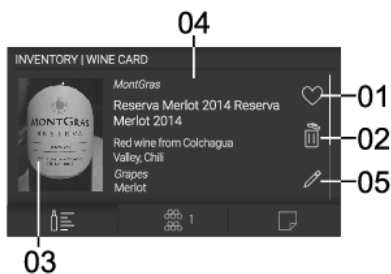 04
INVENTORY | WINE CARD
MontGras
Reserva Merlot 2014 Reserva
Merlot 2014
Red wine from Colchagua
Valley, Chili
Grapes
Merlot
MONTGRAS
RESERVA
01
02
05
1
03